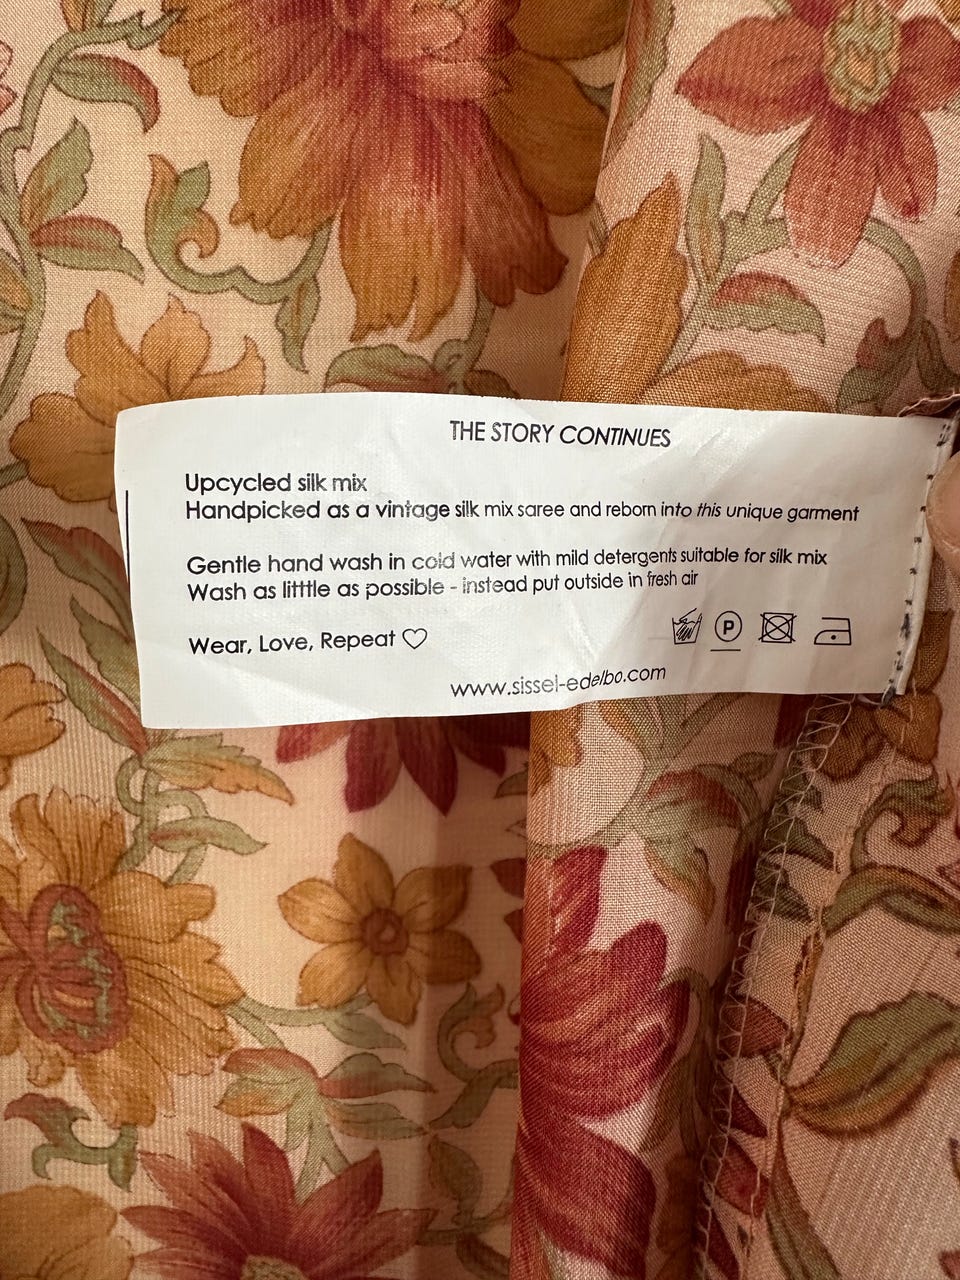 THE STORY CONTINUES
Upcycled silk mix
Handpicked as a vintage silk mix saree and reborn into this unique garment
Gentle hand wash in cold water with mild detergents suitable for silk mix
Wash as litttle as possible - instead put outside in fresh air
Wear, Love, Repeat ♡
P
www.sissel-edelbo.com